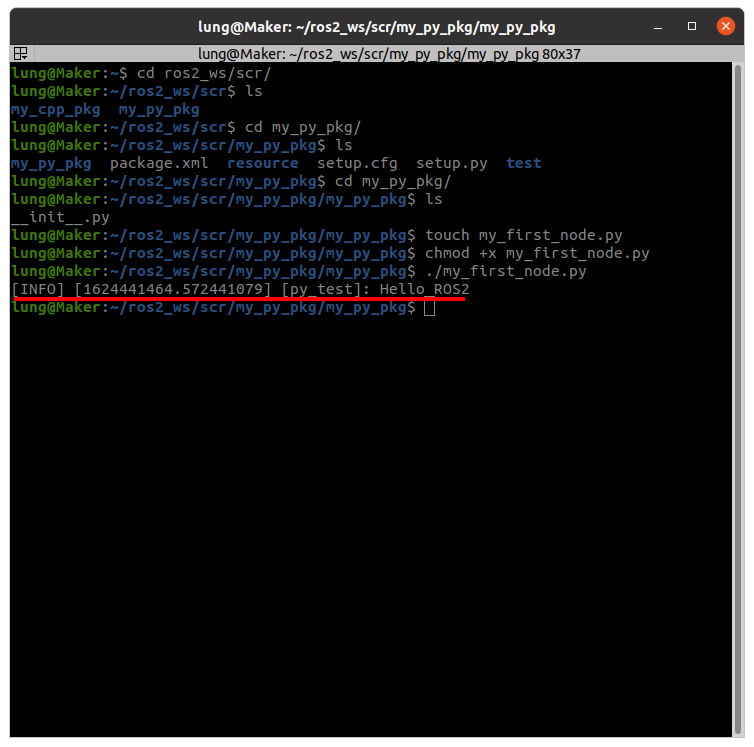 lung@Maker: ~/ros2_ws/scr/my_py_pkg/my_py_pkg
lung@Maker: ~/ros2_ws/scr/my_py_pkg/my_py_pkg 80x37
lung@Maker:~$ cd ros2_ws/scr/
lung@Maker:~/ros2_ws/scr$ ls
my_cpp_pkg  my_py_pkg
lung@Maker:~/ros2_ws/scr$ cd my_py_pkg/
lung@Maker:~/ros2_ws/scr/my_py_pkg$ ls
my_py_pkg  package.xml  resource  setup.cfg  setup.py  test
lung@Maker:~/ros2_ws/scr/my_py_pkg$ cd my_py_pkg/
lung@Maker:~/ros2_ws/scr/my_py_pkg/my_py_pkg$ ls
__init__.py
lung@Maker:~/ros2_ws/scr/my_py_pkg/my_py_pkg$ touch my_first_node.py
lung@Maker:~/ros2_ws/scr/my_py_pkg/my_py_pkg$ chmod +x my_first_node.py
lung@Maker:~/ros2_ws/scr/my_py_pkg/my_py_pkg$ ./my_first_node.py
[INFO] [1624441464.572441079] [py_test]: Hello_ROS2
lung@Maker:~/ros2_ws/scr/my_py_pkg/my_py_pkg$